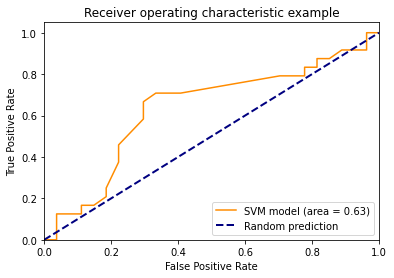 Receiver operating characteristic example
True Positive Rate
1.0
0.8
0.6
0.4
0.2
0.0
SVM model (area = 0.63)
Random prediction
0.0 0.2 0.4 0.6 0.8 1.0
False Positive Rate